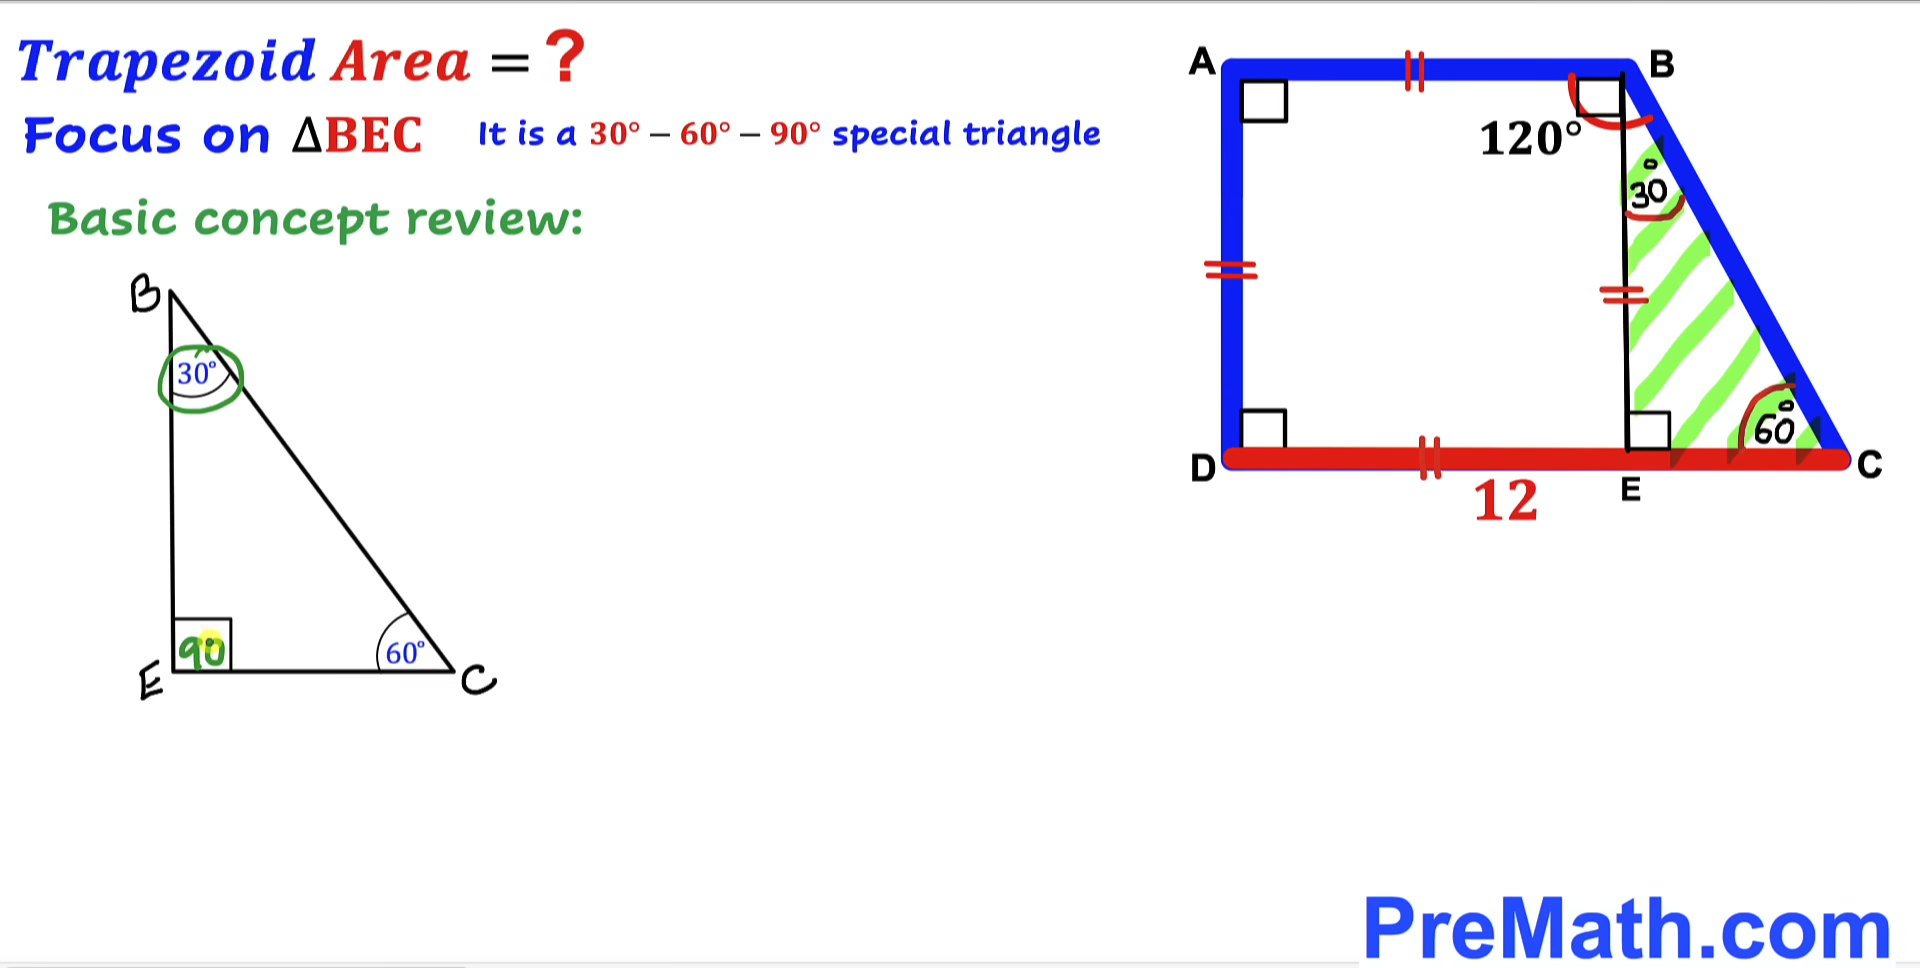 Trapezoid Area = ?
Focus on ΔBEC It is a 30° – 60° – 90° special triangle
Basic concept review:
B
30°
90
60°
E
C
A
B
120°
30°
60°
D
E
C
12
PreMath.com